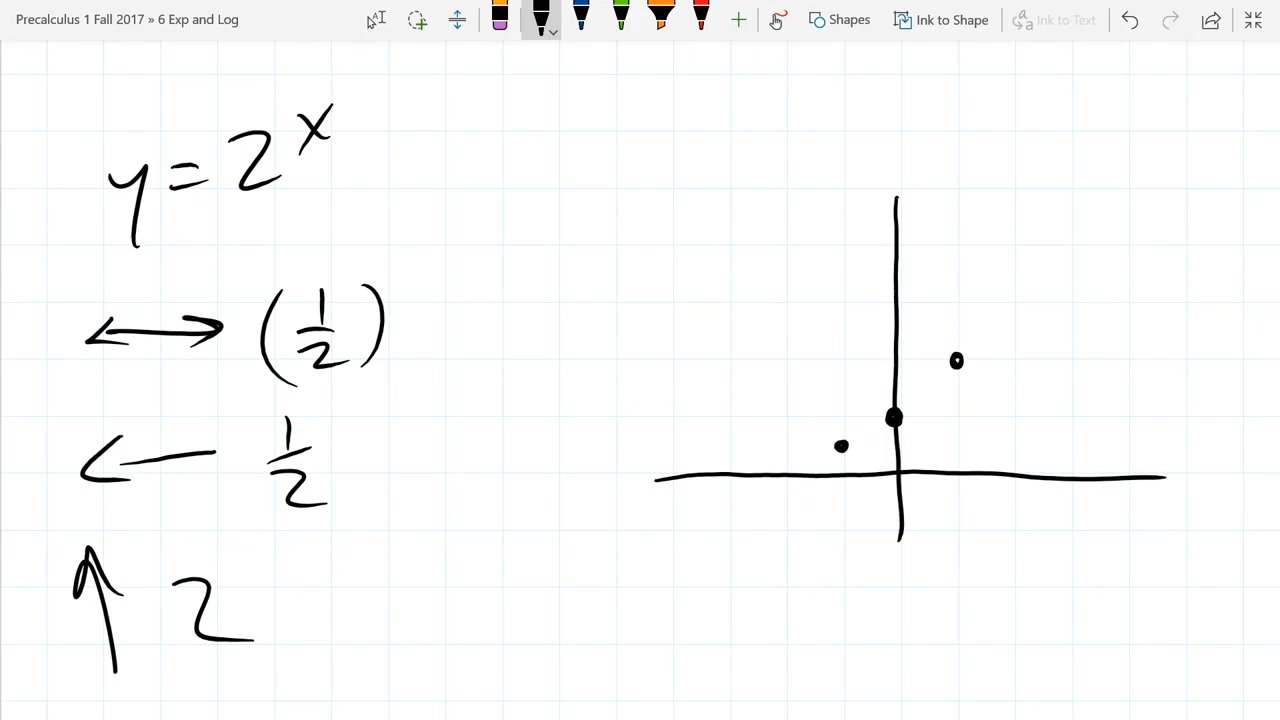 Precalculus 1 Fall 2017 » 6 Exp and Log
Shapes
Ink to Shape
Ink to Text
y = 2^x
↔ (1/2)
← 1/2
↑ 2